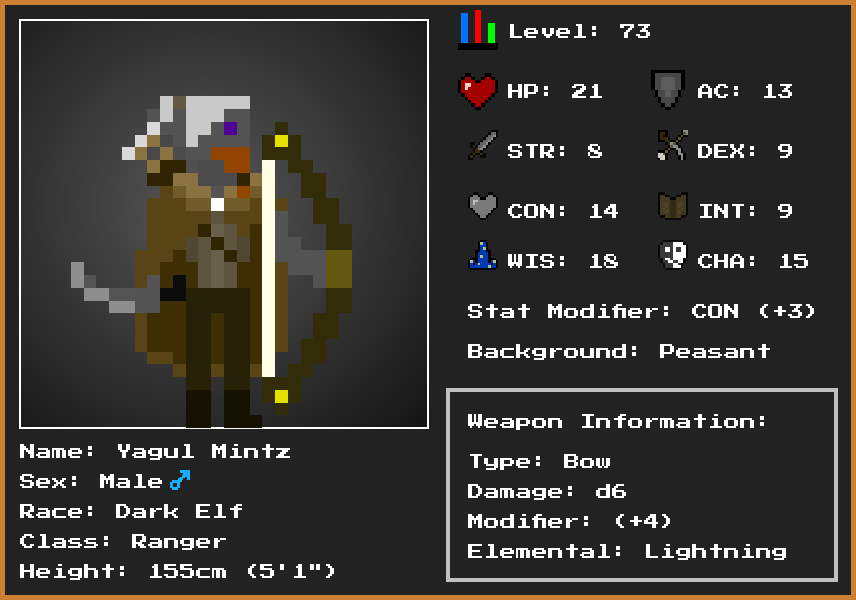 Level: 73
HP: 21
AC: 13
STR: 8
DEX: 9
CON: 14
INT: 9
WIS: 18
CHA: 15
Stat Modifier: CON (+3)
Background: Peasant
Weapon Information:
Type: Bow
Damage: d6
Modifier: (+4)
Elemental: Lightning
Name: Yagul Mintz
Sex: Male ♂
Race: Dark Elf
Class: Ranger
Height: 155cm (5'1")